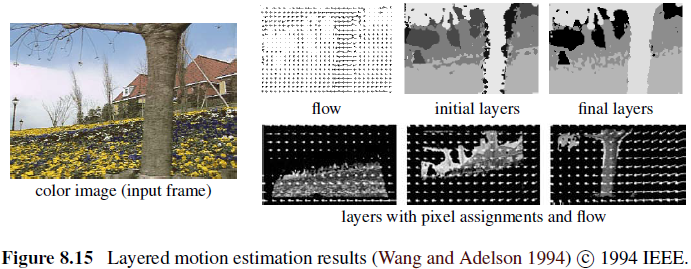 flow
initial layers
final layers
color image (input frame)
layers with pixel assignments and flow
Figure 8.15 Layered motion estimation results (Wang and Adelson 1994) © 1994 IEEE.